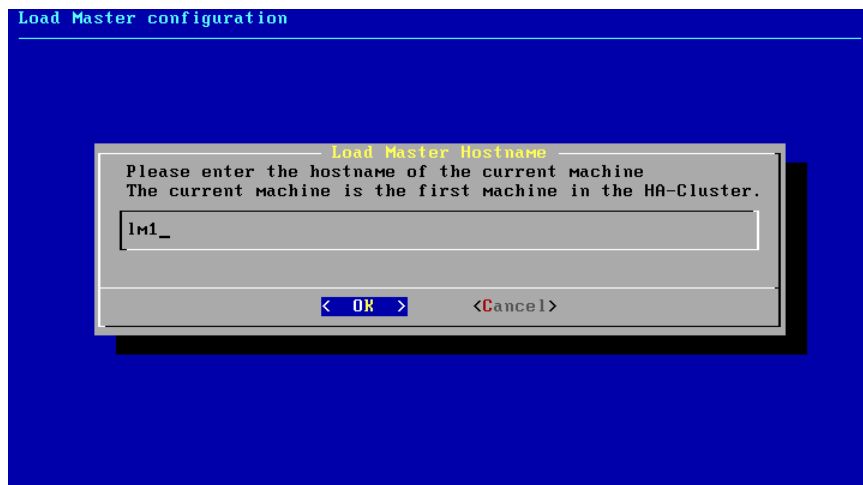 Load Master configuration
Load Master Hostname
Please enter the hostname of the current machine
The current machine is the first machine in the HA-Cluster.
lm1_
< OK > <Cancel>